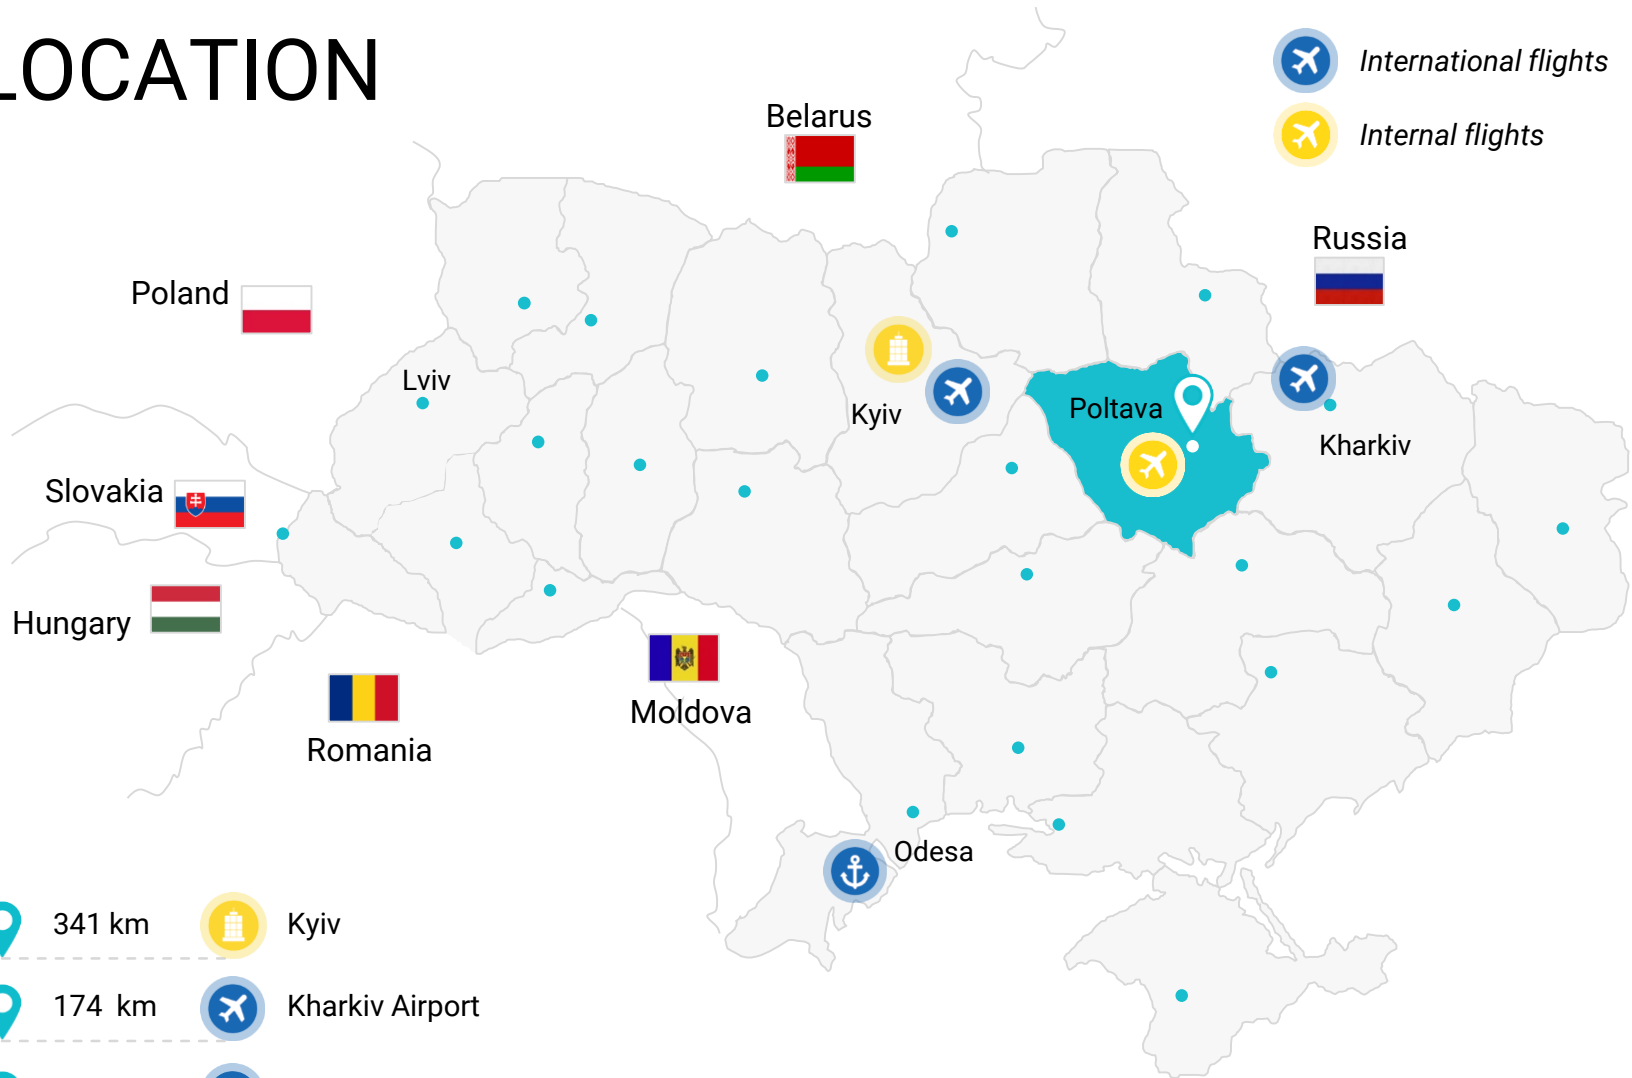 LOCATION
International flights
Internal flights
Belarus
Russia
Poland
Lviv
Kyiv
Poltava
Kharkiv
Slovakia
Hungary
Moldova
Romania
Odesa
341 km Kyiv
174 km Kharkiv Airport